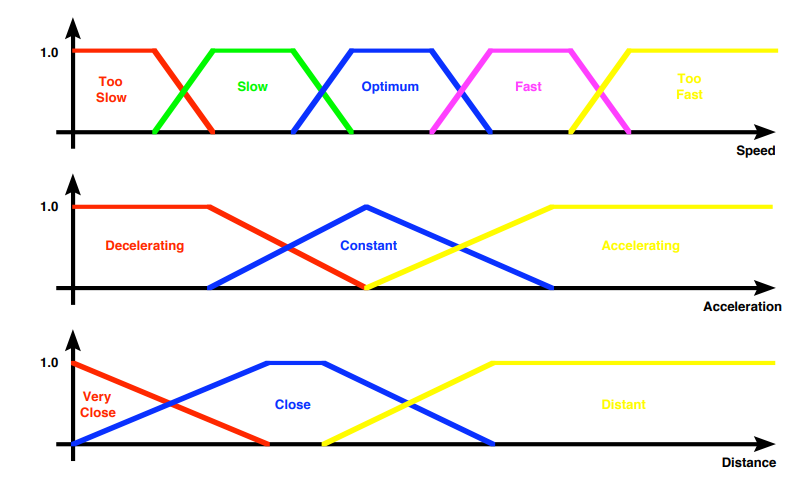 1.0
Too
Slow
Slow
Optimum
Fast
Too
Fast
Speed
1.0
Decelerating
Constant
Accelerating
Acceleration
1.0
Very
Close
Close
Distant
Distance